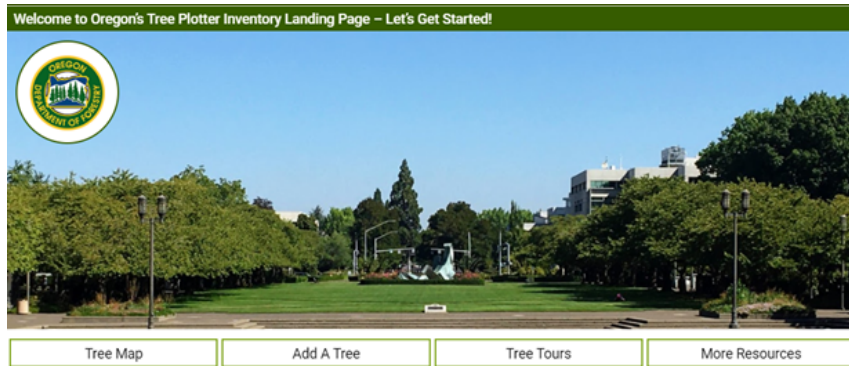 Welcome to Oregon's Tree Plotter Inventory Landing Page – Let's Get Started!
OREGON
DEPARTMENT OF FORESTRY
Tree Map
Add A Tree
Tree Tours
More Resources